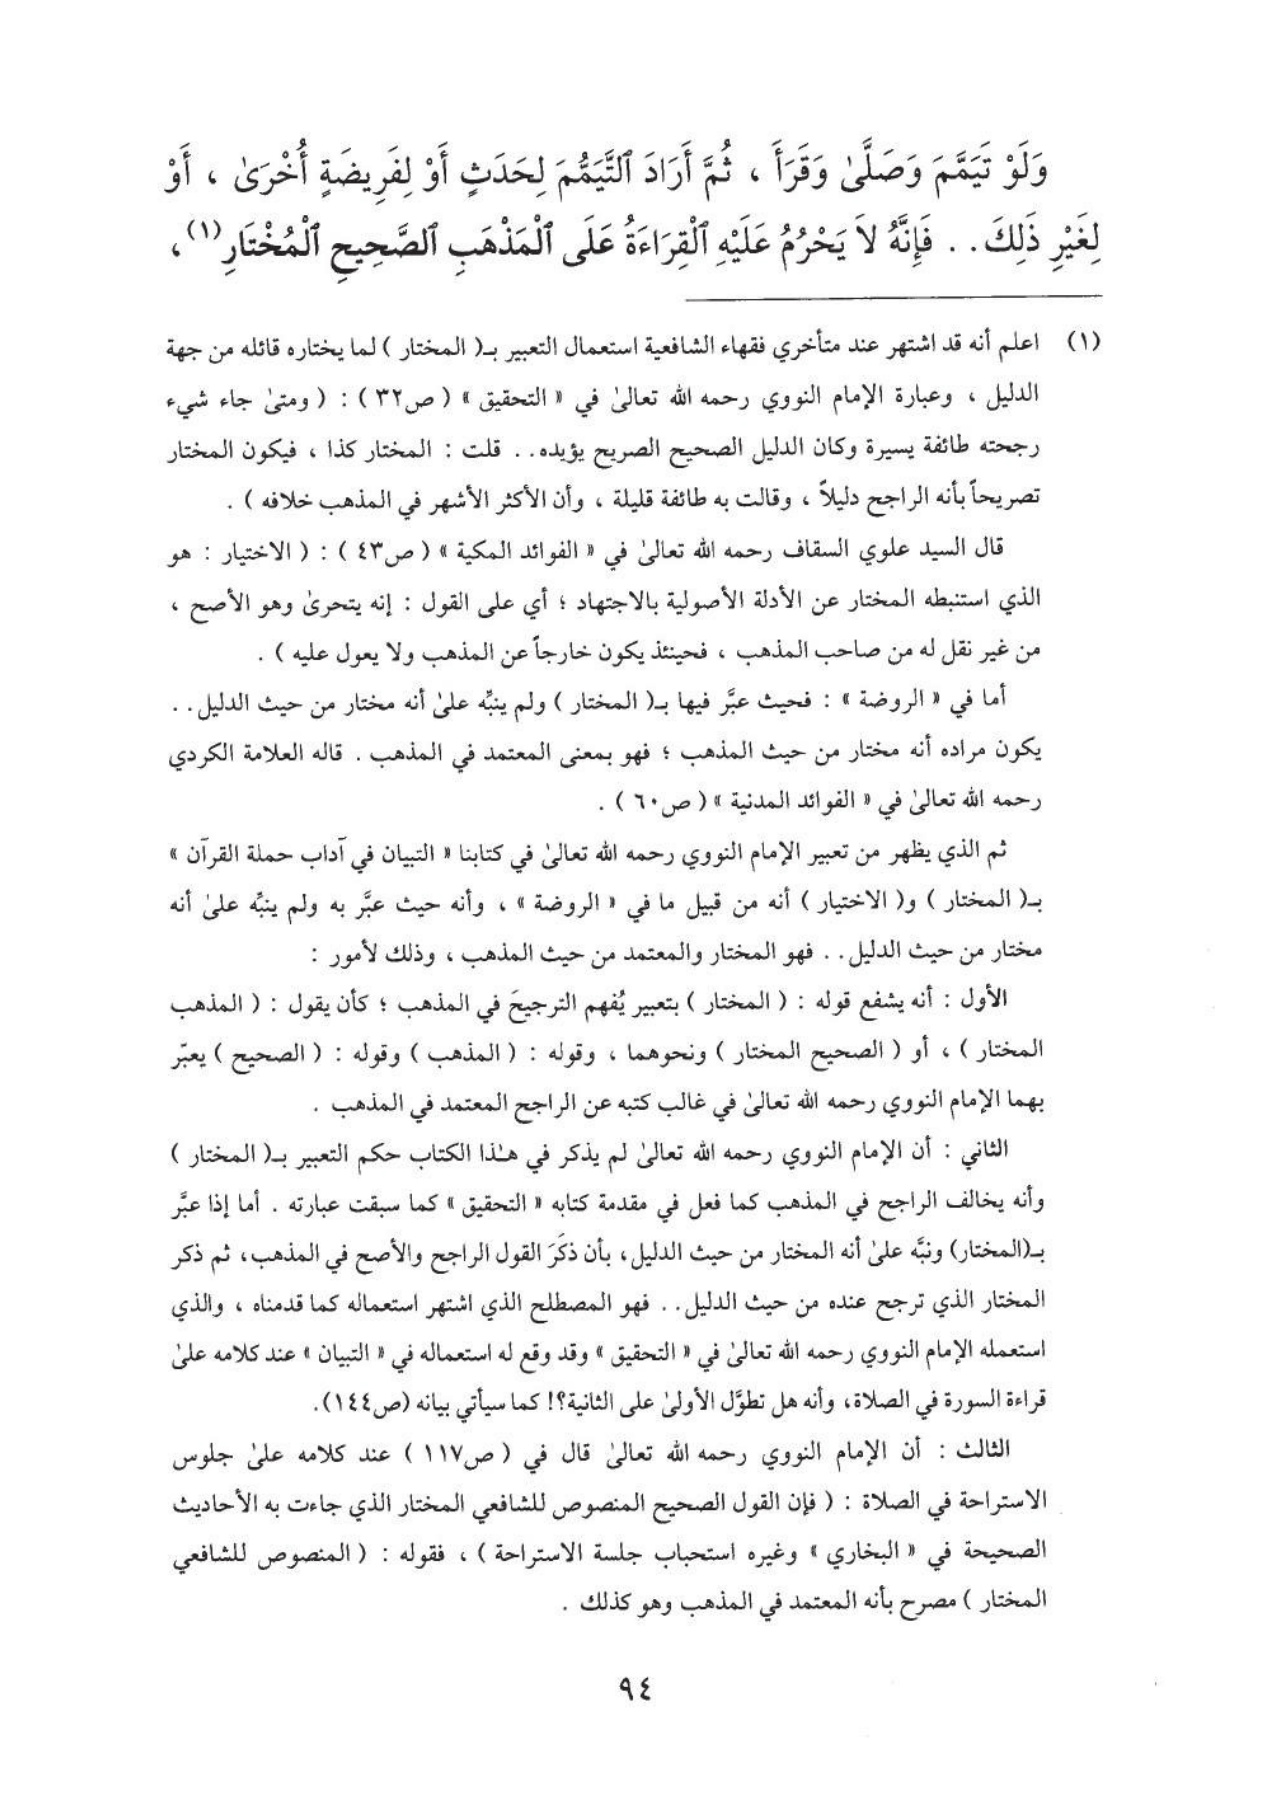 وَلَوْ تَيَمَّمَ وَصَلَّىٰ وَقَرَأَ ، ثُمَّ أَرَادَ ٱلتَّيَمُّمَ لِحَدَثٍ أَوْ لِفَرِيضَةٍ أُخْرَىٰ ، أَوْ
لِغَيْرِ ذَلِكَ . . فَإِنَّهُ لاَ يَحْرُمُ عَلَيْهِ ٱلْقِرَاءَةُ عَلَى ٱلْمَذْهَبِ ٱلصَّحِيحِ ٱلْمُخْتَارِ(١) ،
(١) اعلم أنه قد اشتهر عند متأخري فقهاء الشافعية استعمال التعبير بـ( المختار ) لما يختاره قائله من جهة
الدليل ، وعبارة الإمام النووي رحمه الله تعالىٰ في « التحقيق » ( ص٣٢ ) : ( ومتىٰ جاء شيء
رجحته طائفة يسيرة وكان الدليل الصحيح الصريح يؤيده . . قلت : المختار كذا ، فيكون المختار
تصريحاً بأنه الراجح دليلاً ، وقالت به طائفة قليلة ، وأن الأكثر الأشهر في المذهب خلافه ) .
قال السيد علوي السقاف رحمه الله تعالىٰ في « الفوائد المكية » ( ص٤٣ ) : ( الاختيار : هو
الذي استنبطه المختار عن الأدلة الأصولية بالاجتهاد ؛ أي على القول : إنه يتحرىٰ وهو الأصح ،
من غير نقل له من صاحب المذهب ، فحينئذ يكون خارجاً عن المذهب ولا يعول عليه ) .
أما في « الروضة » : فحيث عبَّر فيها بـ( المختار ) ولم ينبِّه علىٰ أنه مختار من حيث الدليل . .
يكون مراده أنه مختار من حيث المذهب ؛ فهو بمعنى المعتمد في المذهب . قاله العلامة الكردي
رحمه الله تعالىٰ في « الفوائد المدنية » ( ص٦٠ ) .
ثم الذي يظهر من تعبير الإمام النووي رحمه الله تعالىٰ في كتابنا « التبيان في آداب حملة القرآن »
بـ( المختار ) و( الاختيار ) أنه من قبيل ما في « الروضة » ، وأنه حيث عبَّر به ولم ينبِّه علىٰ أنه
مختار من حيث الدليل . . فهو المختار والمعتمد من حيث المذهب ، وذلك لأمور :
الأول : أنه يشفع قوله : ( المختار ) بتعبير يُفهم الترجيحَ في المذهب ؛ كأن يقول : ( المذهب
المختار ) ، أو ( الصحيح المختار ) ونحوهما ، وقوله : ( المذهب ) وقوله : ( الصحيح ) يعبّر
بهما الإمام النووي رحمه الله تعالىٰ في غالب كتبه عن الراجح المعتمد في المذهب .
الثاني : أن الإمام النووي رحمه الله تعالىٰ لم يذكر في هٰذا الكتاب حكم التعبير بـ( المختار )
وأنه يخالف الراجح في المذهب كما فعل في مقدمة كتابه « التحقيق » كما سبقت عبارته . أما إذا عبَّر
بـ(المختار) ونبَّه علىٰ أنه المختار من حيث الدليل، بأن ذكَرَ القول الراجح والأصح في المذهب، ثم ذكر
المختار الذي ترجح عنده من حيث الدليل . . فهو المصطلح الذي اشتهر استعماله كما قدمناه ، والذي
استعمله الإمام النووي رحمه الله تعالىٰ في « التحقيق » وقد وقع له استعماله في « التبيان » عند كلامه علىٰ
قراءة السورة في الصلاة، وأنه هل تطوَّل الأولىٰ على الثانية؟! كما سيأتي بيانه (ص١٤٤).
الثالث : أن الإمام النووي رحمه الله تعالىٰ قال في ( ص١١٧ ) عند كلامه علىٰ جلوس
الاستراحة في الصلاة : ( فإن القول الصحيح المنصوص للشافعي المختار الذي جاءت به الأحاديث
الصحيحة في « البخاري » وغيره استحباب جلسة الاستراحة ) ، فقوله : ( المنصوص للشافعي
المختار ) مصرح بأنه المعتمد في المذهب وهو كذلك .
٩٤